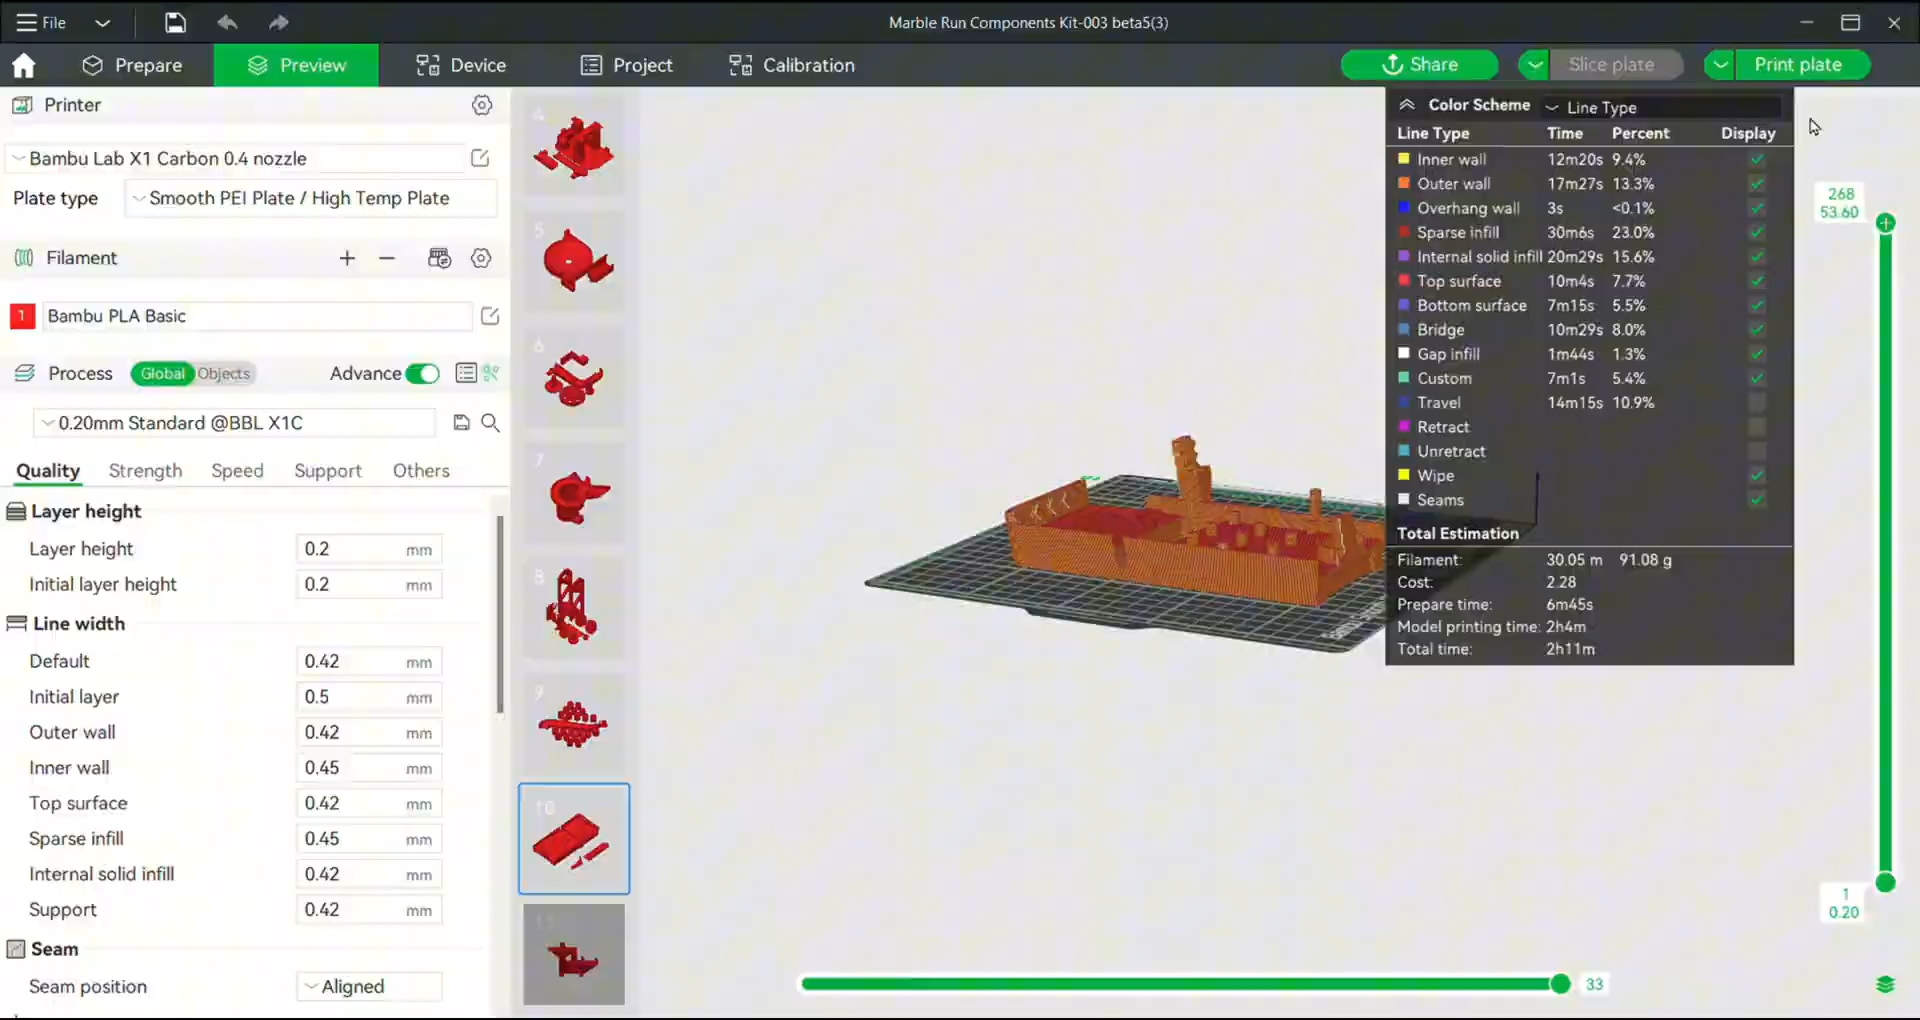 File
Marble Run Components Kit-003 beta5(3)
Prepare
Preview
Device
Project
Calibration
Share
Slice plate
Print plate
Printer
Bambu Lab X1 Carbon 0.4 nozzle
Plate type
Smooth PEI Plate / High Temp Plate
Filament
1 Bambu PLA Basic
Process Global Objects Advance
0.20mm Standard @BBL X1C
Quality Strength Speed Support Others
Layer height
Layer height 0.2 mm
Initial layer height 0.2 mm
Line width
Default 0.42 mm
Initial layer 0.5 mm
Outer wall 0.42 mm
Inner wall 0.45 mm
Top surface 0.42 mm
Sparse infill 0.45 mm
Internal solid infill 0.42 mm
Support 0.42 mm
Seam
Seam position Aligned
4
5
6
7
8
9
10
11
Color Scheme Line Type
Line Type Time Percent Display
Inner wall 12m20s 9.4%
Outer wall 17m27s 13.3%
Overhang wall 3s <0.1%
Sparse infill 30m6s 23.0%
Internal solid infill 20m29s 15.6%
Top surface 10m4s 7.7%
Bottom surface 7m15s 5.5%
Bridge 10m29s 8.0%
Gap infill 1m44s 1.3%
Custom 7m1s 5.4%
Travel 14m15s 10.9%
Retract
Unretract
Wipe
Seams
Total Estimation
Filament: 30.05 m 91.08 g
Cost: 2.28
Prepare time: 6m45s
Model printing time: 2h4m
Total time: 2h11m
268
53.60
1
0.20
33